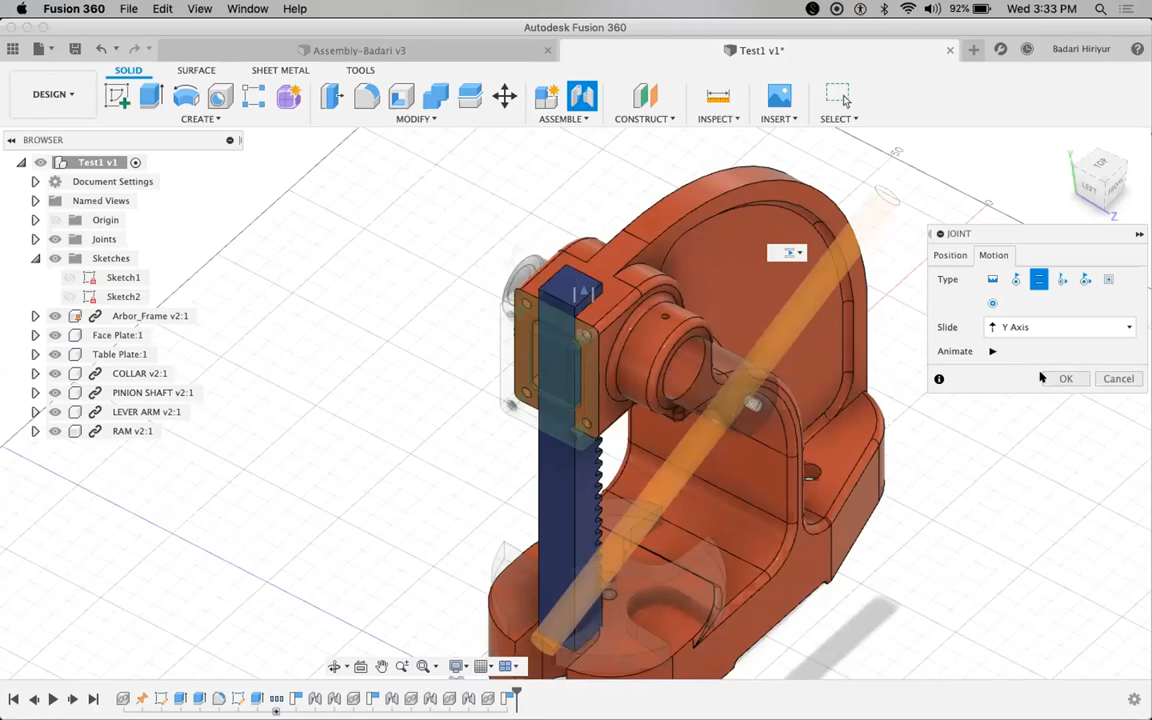 Fusion 360 File Edit View Window Help 92% Wed 3:33 PM
Autodesk Fusion 360
Assembly-Badari v3 Test1 v1* Badari Hiriyur
DESIGN
SOLID SURFACE SHEET METAL TOOLS
CREATE MODIFY ASSEMBLE CONSTRUCT INSPECT INSERT SELECT
BROWSER
Test1 v1
Document Settings
Named Views
Origin
Joints
Sketches
Sketch1
Sketch2
Arbor_Frame v2:1
Face Plate:1
Table Plate:1
COLLAR v2:1
PINION SHAFT v2:1
LEVER ARM v2:1
RAM v2:1
50
0
TOP
LEFT
Y
Z
JOINT
Position Motion
Type
Slide Y Axis
Animate
OK Cancel